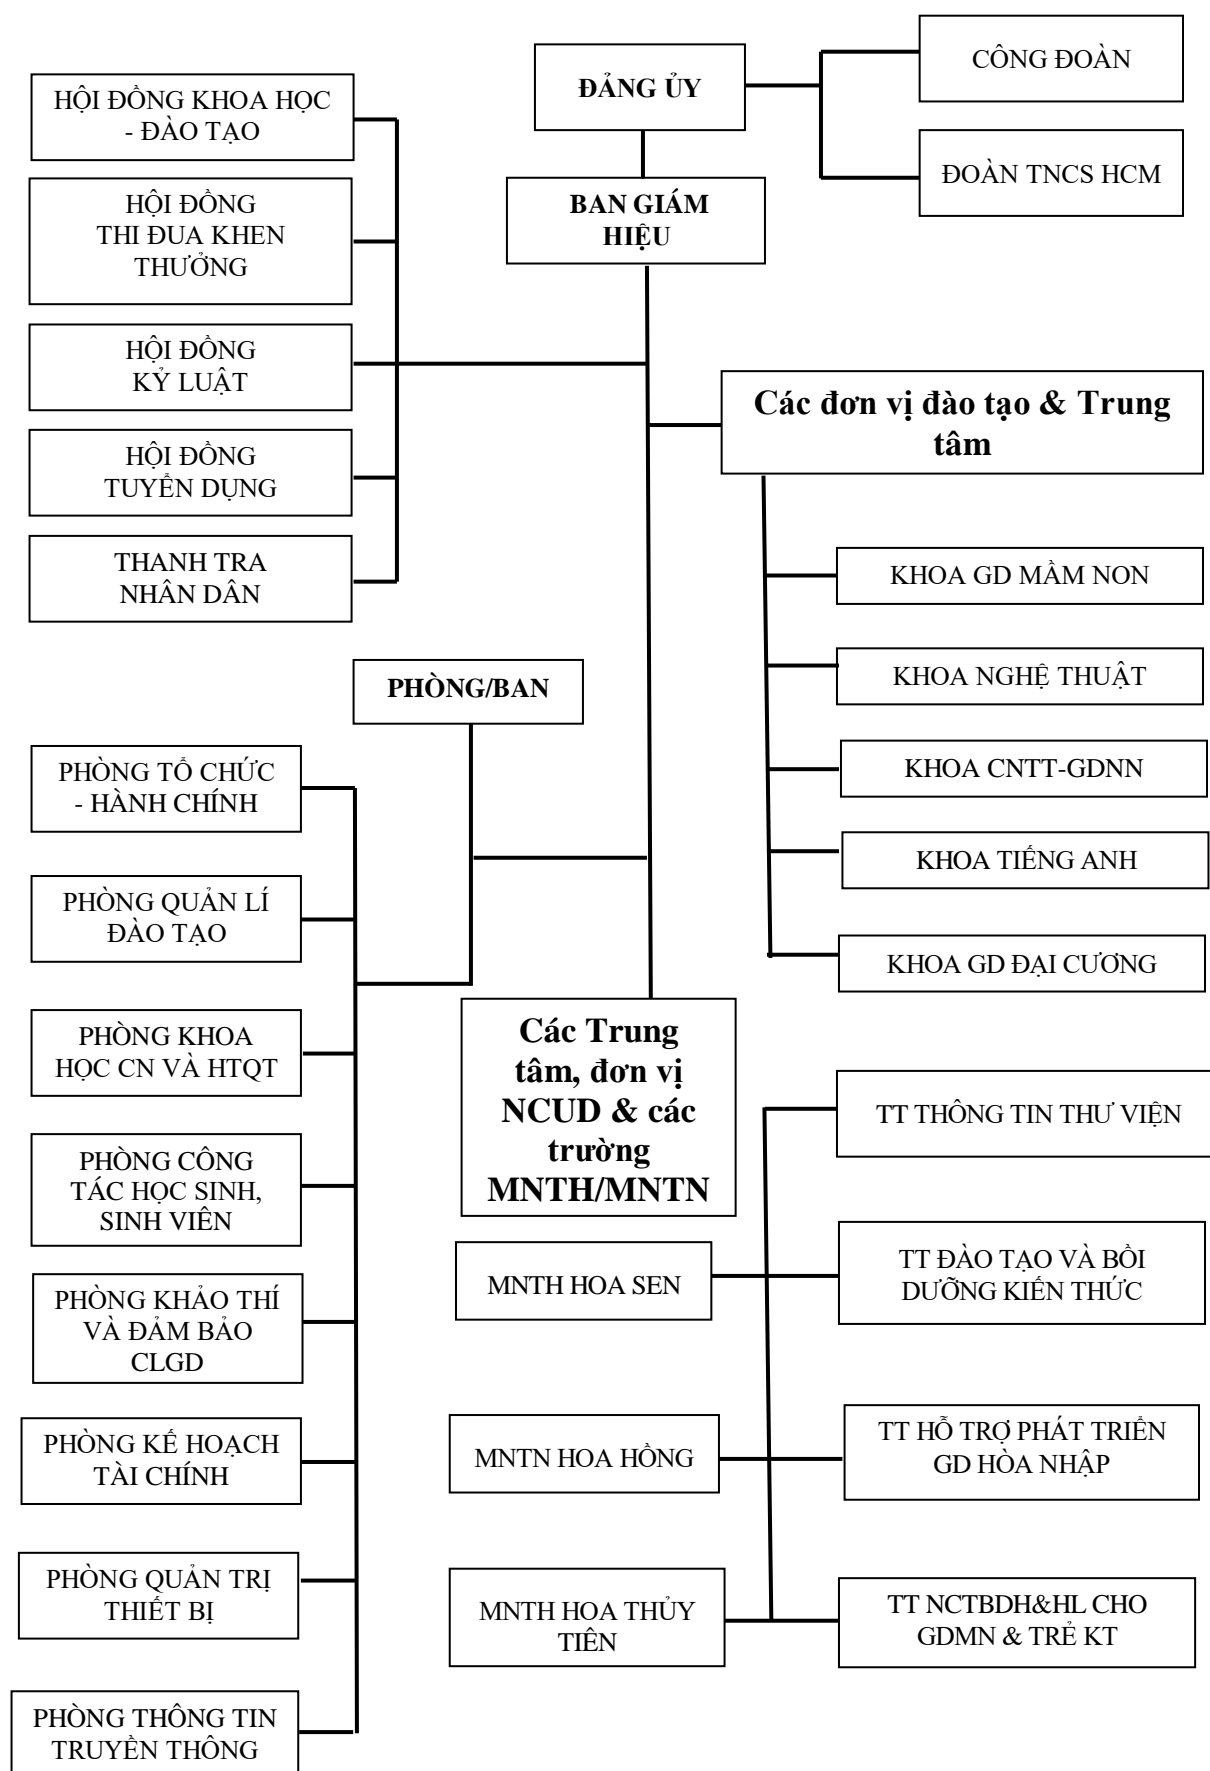 ĐẢNG ỦY
CÔNG ĐOÀN
ĐOÀN TNCS HCM
BAN GIÁM
HIỆU
HỘI ĐỒNG KHOA HỌC
- ĐÀO TẠO
HỘI ĐỒNG
THI ĐUA KHEN
THƯỞNG
HỘI ĐỒNG
KỶ LUẬT
HỘI ĐỒNG
TUYỂN DỤNG
THANH TRA
NHÂN DÂN
Các đơn vị đào tạo & Trung
tâm
KHOA GD MẦM NON
KHOA NGHỆ THUẬT
KHOA CNTT-GDNN
KHOA TIẾNG ANH
KHOA GD ĐẠI CƯƠNG
PHÒNG/BAN
PHÒNG TỔ CHỨC
- HÀNH CHÍNH
PHÒNG QUẢN LÍ
ĐÀO TẠO
PHÒNG KHOA
HỌC CN VÀ HTQT
PHÒNG CÔNG
TÁC HỌC SINH,
SINH VIÊN
PHÒNG KHẢO THÍ
VÀ ĐẢM BẢO
CLGD
PHÒNG KẾ HOẠCH
TÀI CHÍNH
PHÒNG QUẢN TRỊ
THIẾT BỊ
PHÒNG THÔNG TIN
TRUYỀN THÔNG
Các Trung
tâm, đơn vị
NCUD & các
trường
MNTH/MNTN
MNTH HOA SEN
MNTN HOA HỒNG
MNTH HOA THỦY
TIÊN
TT THÔNG TIN THƯ VIỆN
TT ĐÀO TẠO VÀ BỒI
DƯỠNG KIẾN THỨC
TT HỖ TRỢ PHÁT TRIỂN
GD HÒA NHẬP
TT NCTBDH&HL CHO
GDMN & TRẺ KT